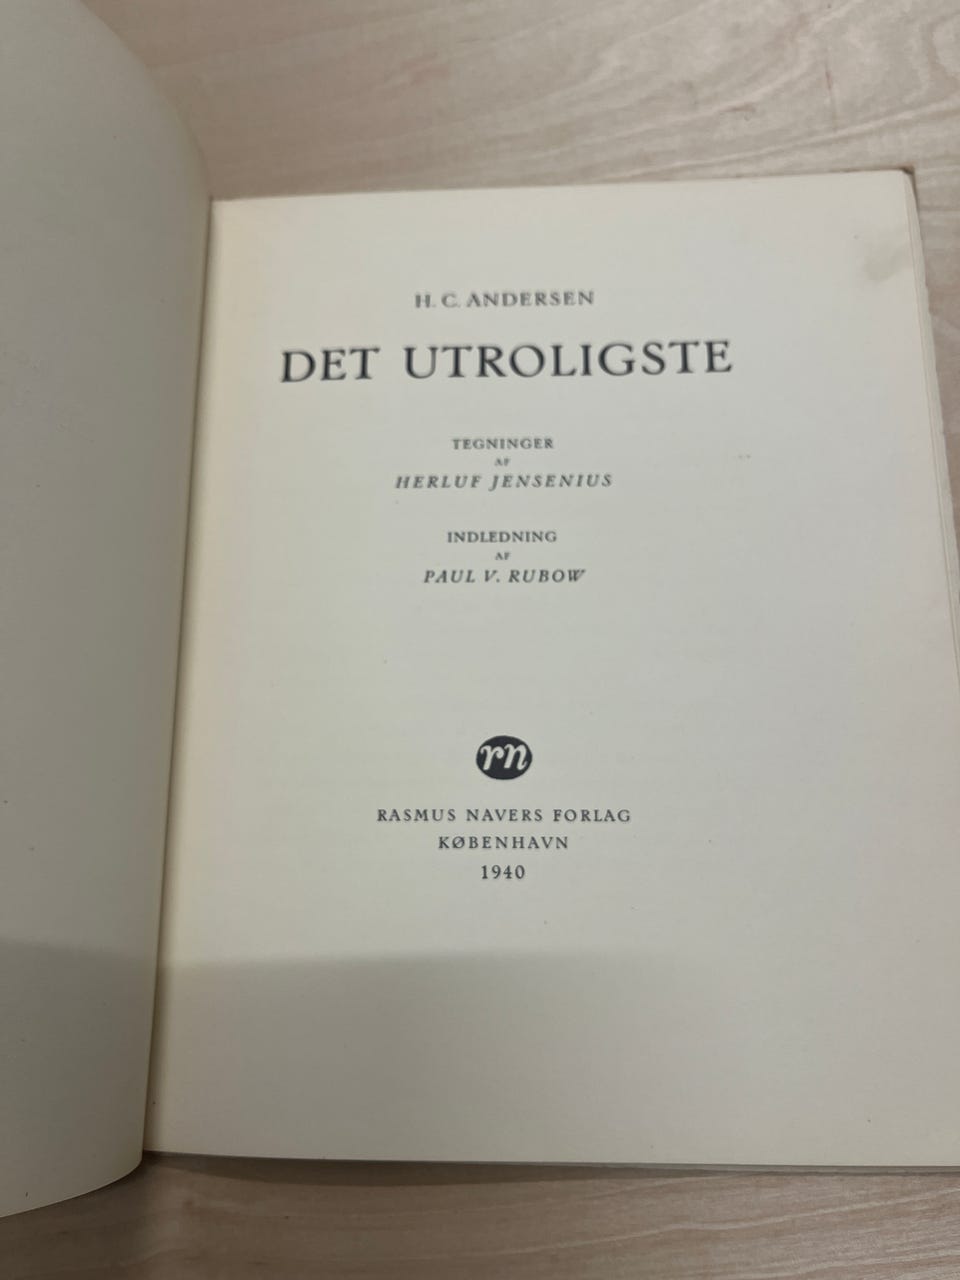 H. C. ANDERSEN
DET UTROLIGSTE
TEGNINGER
AF
HERLUF JENSENIUS
INDLEDNING
AF
PAUL V. RUBOW
rn
RASMUS NAVERS FORLAG
KØBENHAVN
1940